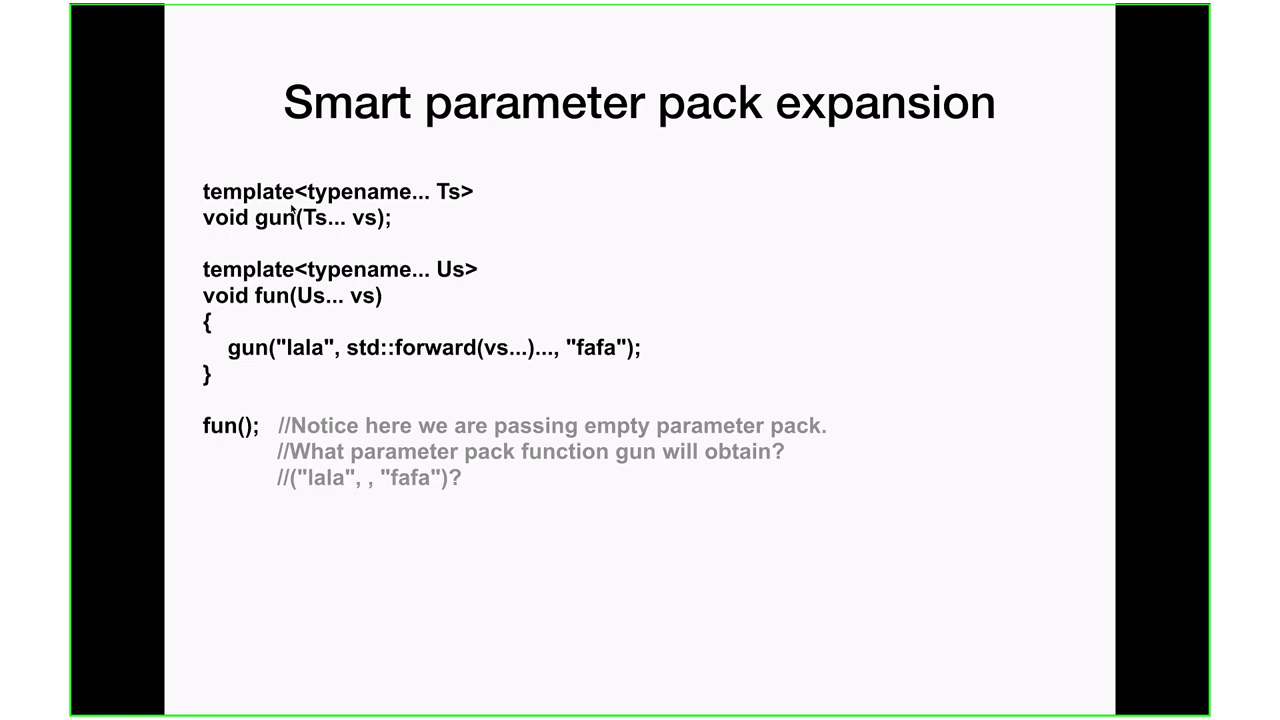 Smart parameter pack expansion
template<typename... Ts>
void gun(Ts... vs);
template<typename... Us>
void fun(Us... vs)
{
gun("lala", std::forward(vs...)..., "fafa");
}
fun(); //Notice here we are passing empty parameter pack.
//What parameter pack function gun will obtain?
//("lala", , "fafa")?